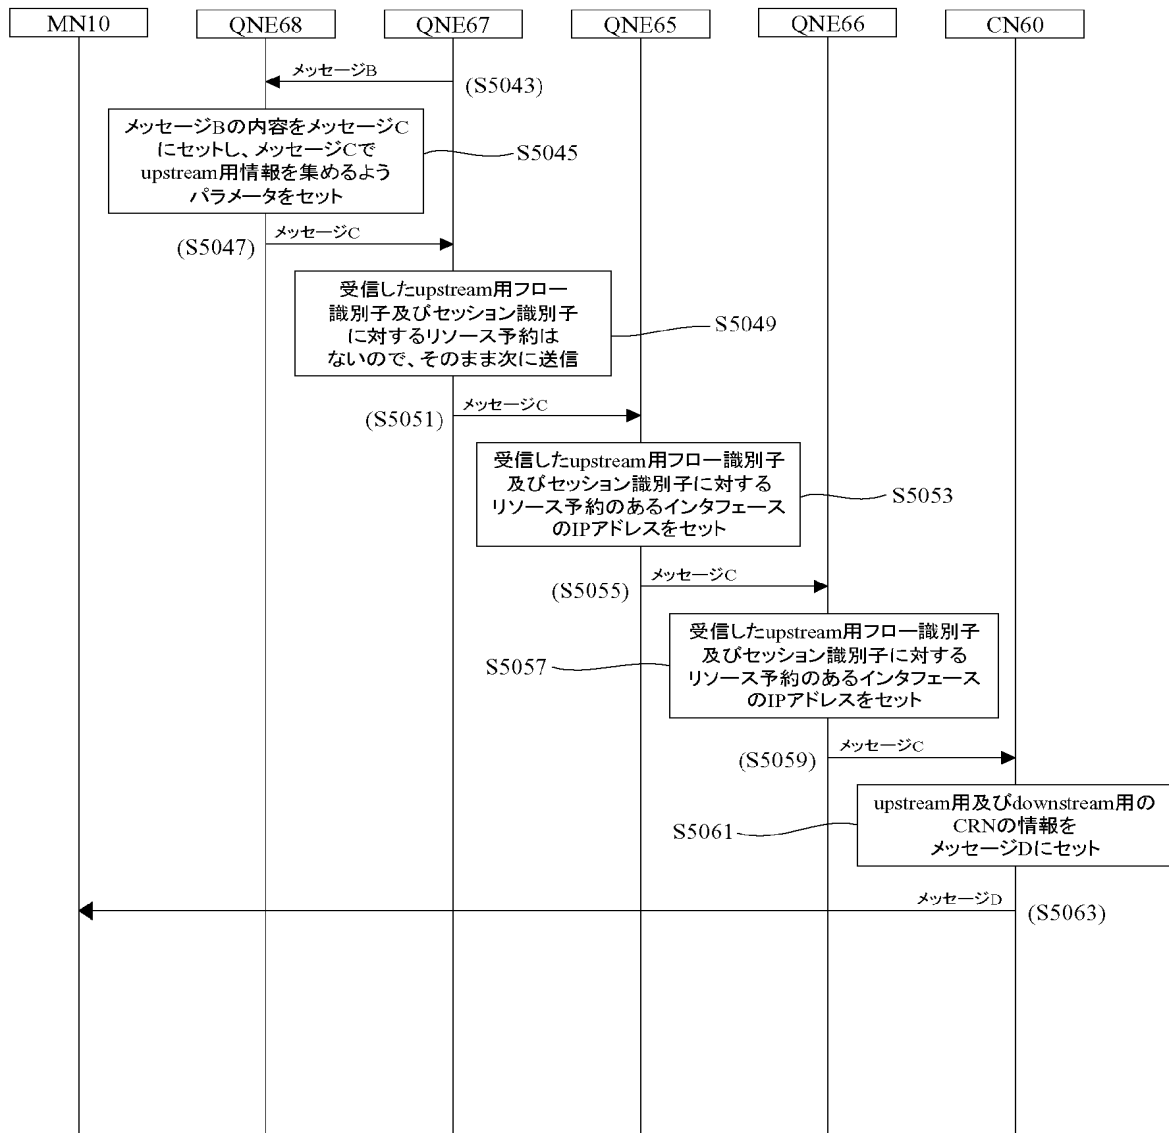 MN10
QNE68
QNE67
QNE65
QNE66
CN60
メッセージB
(S5043)
メッセージBの内容をメッセージC
にセットし、メッセージCで
upstream用情報を集めるよう
パラメータをセット
S5045
(S5047)
メッセージC
受信したupstream用フロー
識別子及びセッション識別子
に対するリソース予約は
ないので、そのまま次に送信
S5049
(S5051)
メッセージC
受信したupstream用フロー識別子
及びセッション識別子に対する
リソース予約のあるインタフェース
のIPアドレスをセット
S5053
(S5055)
メッセージC
受信したupstream用フロー識別子
及びセッション識別子に対する
リソース予約のあるインタフェース
のIPアドレスをセット
S5057
(S5059)
メッセージC
upstream用及びdownstream用の
CRNの情報を
メッセージDにセット
S5061
メッセージD
(S5063)